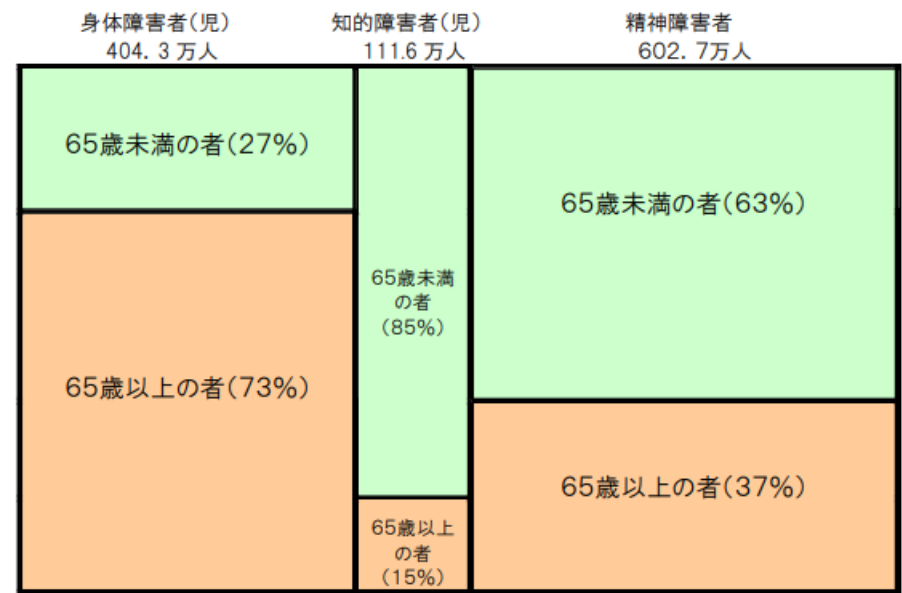 身体障害者(児)
404.3万人
知的障害者(児)
111.6万人
精神障害者
602.7万人
65歳未満の者(27%)
65歳以上の者(73%)
65歳未満
の者
(85%)
65歳以上
の者
(15%)
65歳未満の者(63%)
65歳以上の者(37%)